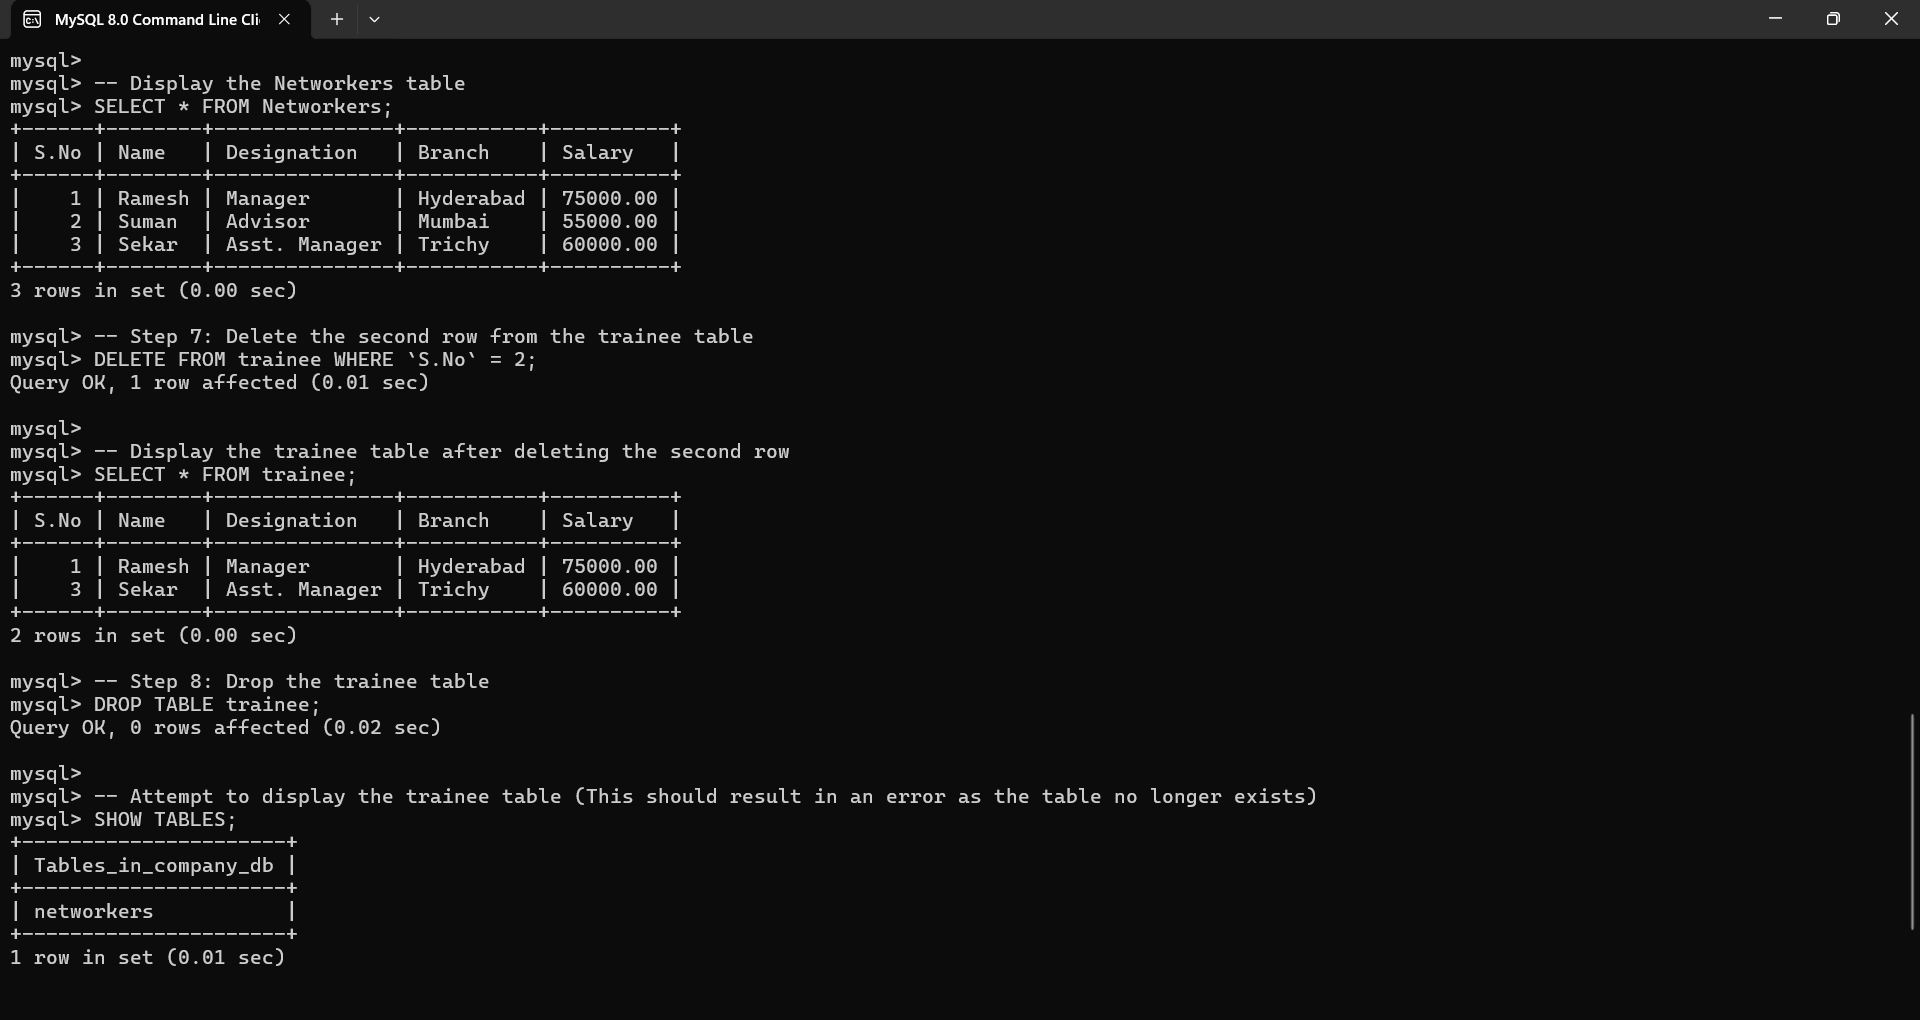 MySQL 8.0 Command Line Cli
mysql>
mysql> -- Display the Networkers table
mysql> SELECT * FROM Networkers;
+------+--------+---------------+-----------+----------+
| S.No | Name   | Designation   | Branch    | Salary   |
+------+--------+---------------+-----------+----------+
|    1 | Ramesh | Manager       | Hyderabad | 75000.00 |
|    2 | Suman  | Advisor       | Mumbai    | 55000.00 |
|    3 | Sekar  | Asst. Manager | Trichy    | 60000.00 |
+------+--------+---------------+-----------+----------+
3 rows in set (0.00 sec)
mysql> -- Step 7: Delete the second row from the trainee table
mysql> DELETE FROM trainee WHERE `S.No` = 2;
Query OK, 1 row affected (0.01 sec)
mysql>
mysql> -- Display the trainee table after deleting the second row
mysql> SELECT * FROM trainee;
+------+--------+---------------+-----------+----------+
| S.No | Name   | Designation   | Branch    | Salary   |
+------+--------+---------------+-----------+----------+
|    1 | Ramesh | Manager       | Hyderabad | 75000.00 |
|    3 | Sekar  | Asst. Manager | Trichy    | 60000.00 |
+------+--------+---------------+-----------+----------+
2 rows in set (0.00 sec)
mysql> -- Step 8: Drop the trainee table
mysql> DROP TABLE trainee;
Query OK, 0 rows affected (0.02 sec)
mysql>
mysql> -- Attempt to display the trainee table (This should result in an error as the table no longer exists)
mysql> SHOW TABLES;
+----------------------+
| Tables_in_company_db |
+----------------------+
| networkers           |
+----------------------+
1 row in set (0.01 sec)